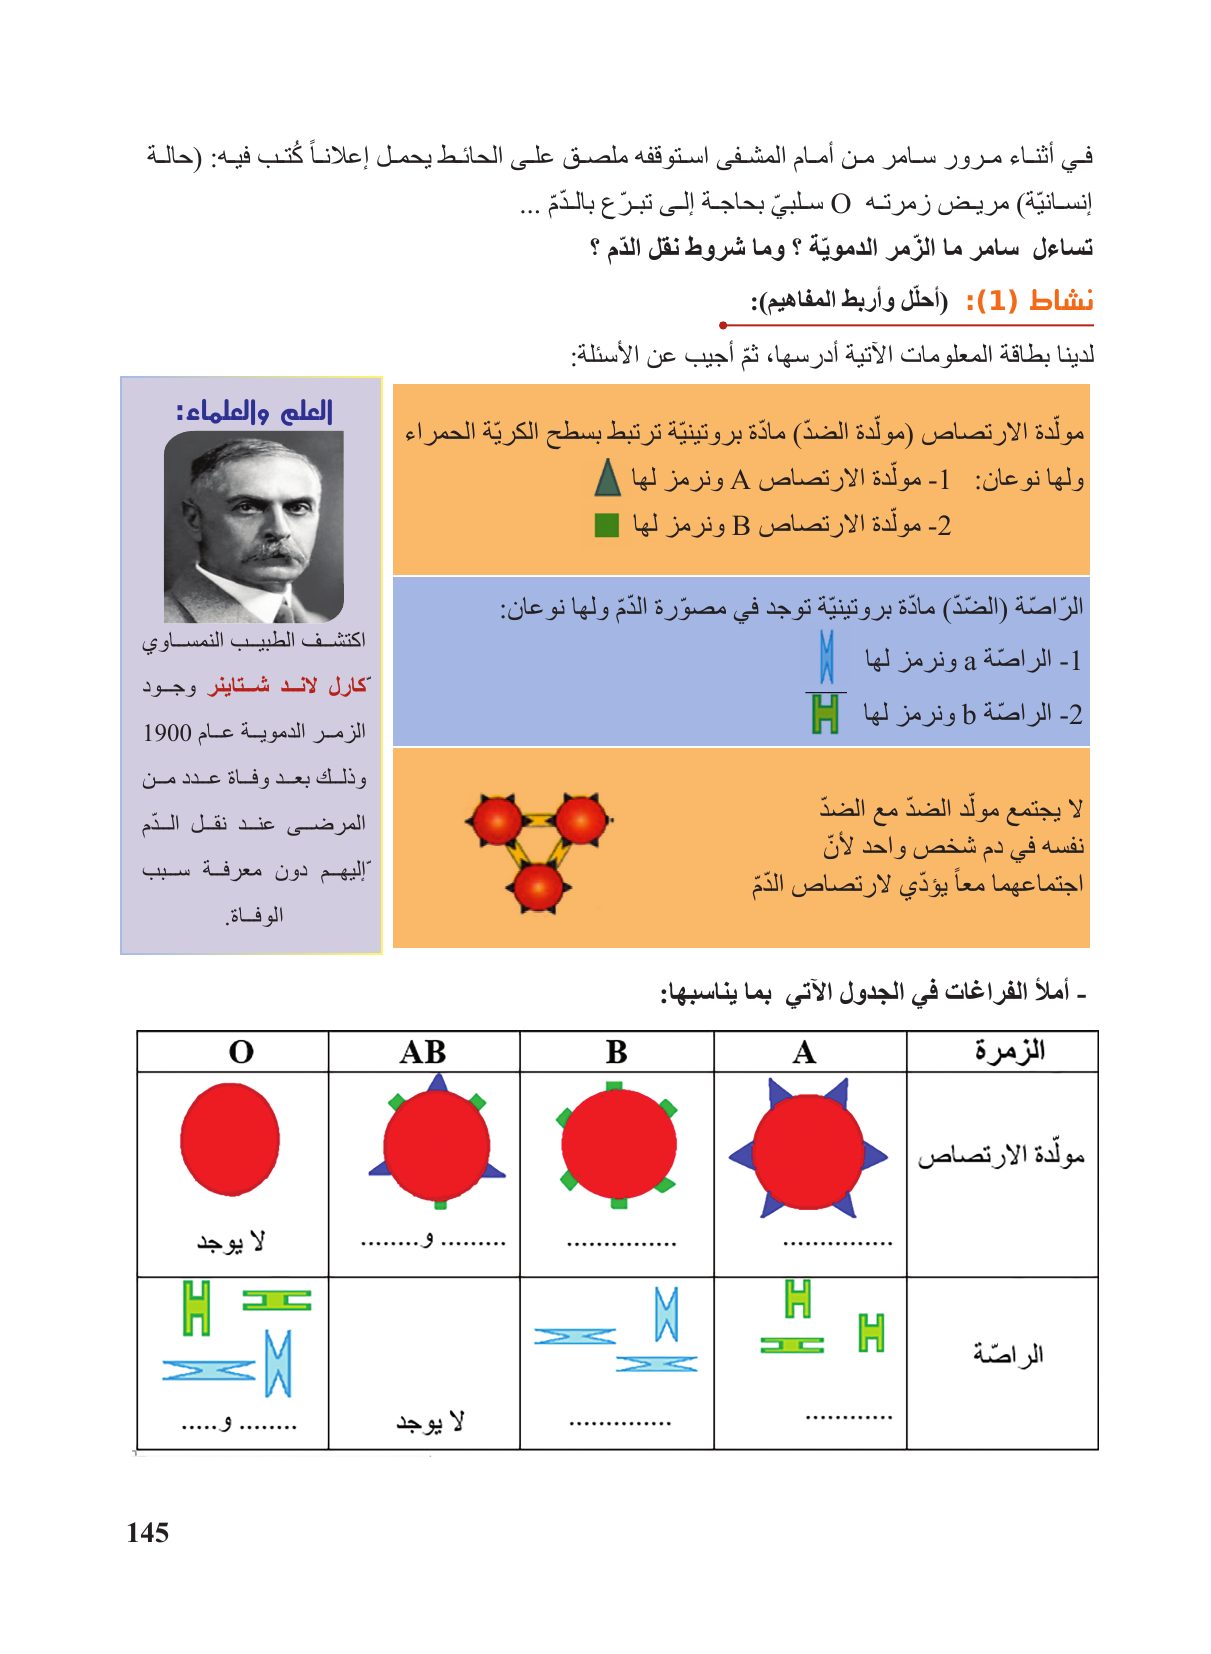 في أثناء مرور سامر من أمام المشفى استوقفه ملصق على الحائط يحمل إعلاناً كُتب فيه: (حالة
إنسانيّة) مريض زمرته O سلبيّ بحاجة إلى تبرّع بالدّمّ ...
تساءل سامر ما الزّمر الدمويّة ؟ وما شروط نقل الدّم ؟
نشاط (1): (أحلّل وأربط المفاهيم):
لدينا بطاقة المعلومات الآتية أدرسها، ثمّ أجيب عن الأسئلة:
مولّدة الارتصاص (مولّدة الضدّ) مادّة بروتينيّة ترتبط بسطح الكريّة الحمراء
ولها نوعان: 1- مولّدة الارتصاص A ونرمز لها
2- مولّدة الارتصاص B ونرمز لها
الرّاصّة (الضّدّ) مادّة بروتينيّة توجد في مصوّرة الدّمّ ولها نوعان:
1- الراصّة a ونرمز لها
2- الراصّة b ونرمز لها
لا يجتمع مولّد الضدّ مع الضدّ
نفسه في دم شخص واحد لأنّ
اجتماعهما معاً يؤدّي لارتصاص الدّمّ
العلم والعلماء:
اكتشف الطبيب النمساوي
ّكارل لاند شتاينر وجود
الزمر الدموية عام 1900
وذلك بعد وفاة عدد من
المرضى عند نقل الدّم
ّإليهم دون معرفة سبب
الوفاة.
- أملأ الفراغات في الجدول الآتي بما يناسبها:
الزمرة A B AB O
مولّدة الارتصاص
............... ............... ......... و........ لا يوجد
الراصّة
............ .............. لا يوجد ........ و.....
145